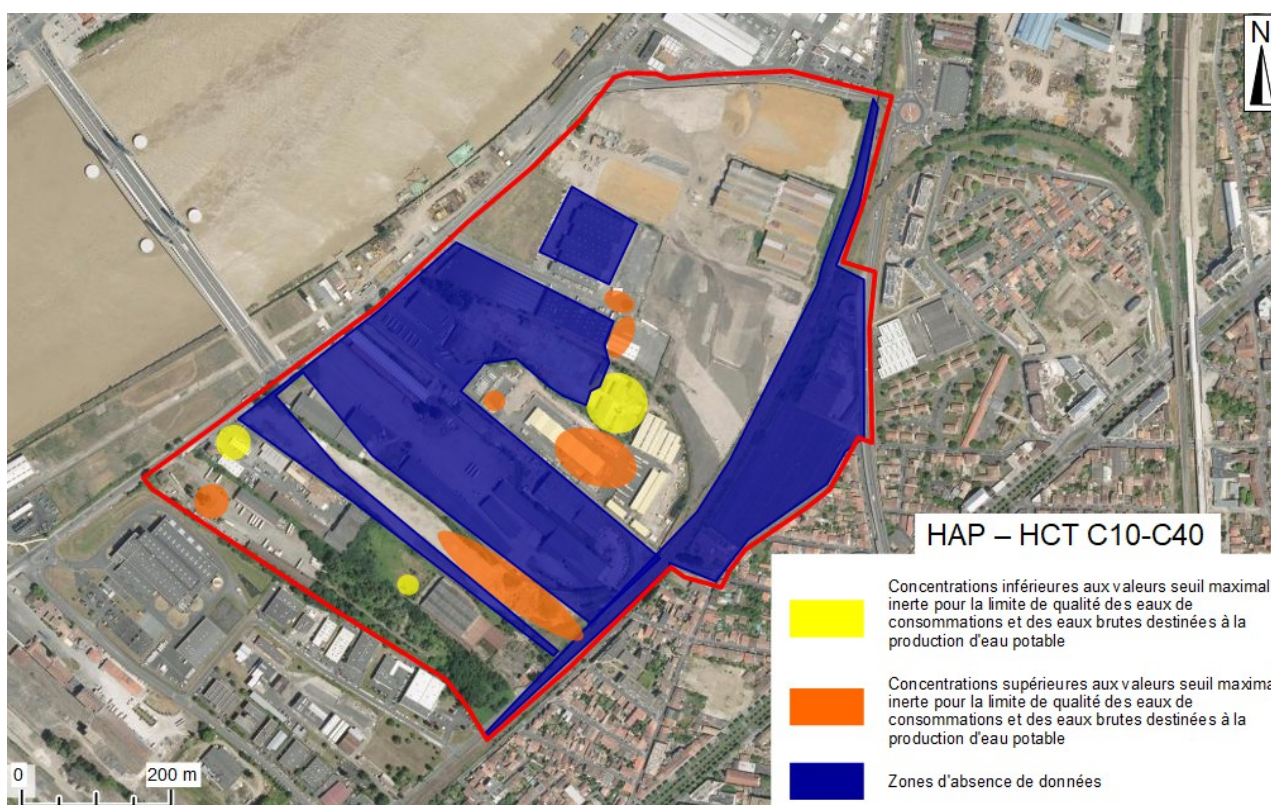 N
HAP – HCT C10-C40
Concentrations inférieures aux valeurs seuil maximal
inerte pour la limite de qualité des eaux de
consommations et des eaux brutes destinées à la
production d'eau potable
Concentrations supérieures aux valeurs seuil maxima
inerte pour la limite de qualité des eaux de
consommations et des eaux brutes destinées à la
production d'eau potable
Zones d'absence de données
0 200 m